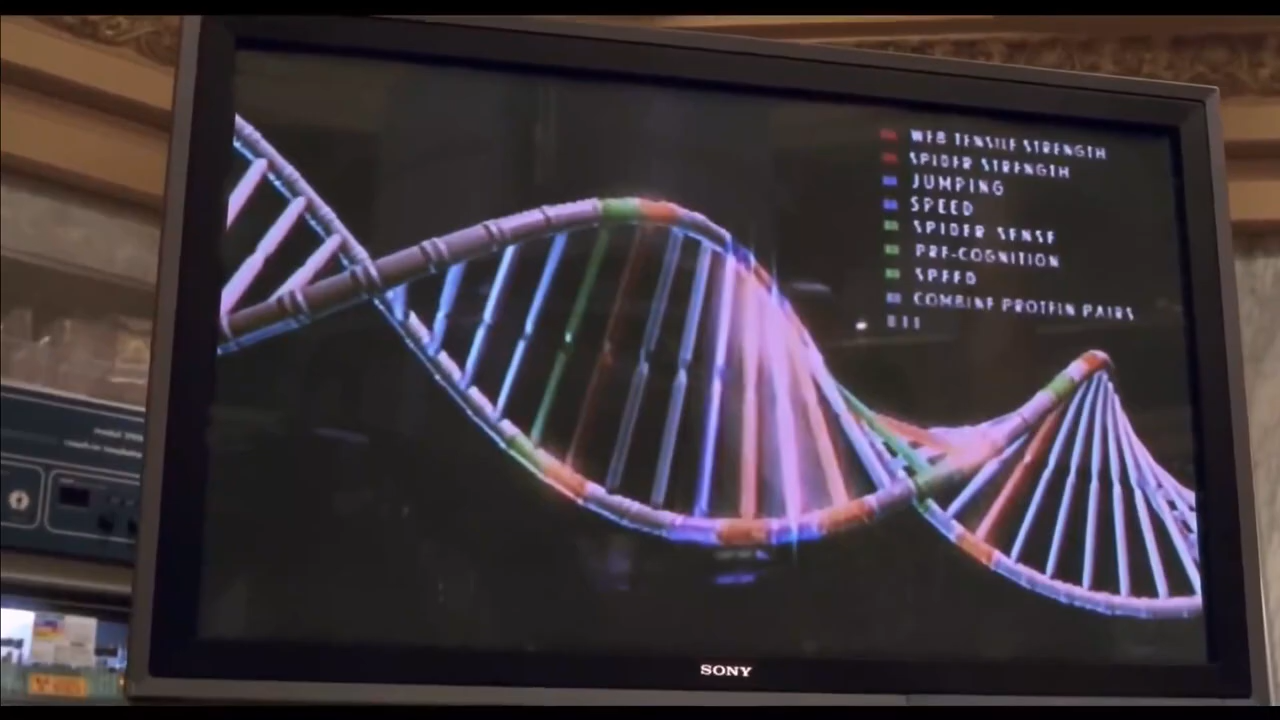 WEB TENSILE STRENGTH
SPIDER STRENGTH
JUMPING
SPEED
SPIDER SENSE
PRE-COGNITION
SPEED
COMBINE PROTEIN PAIRS
SONY